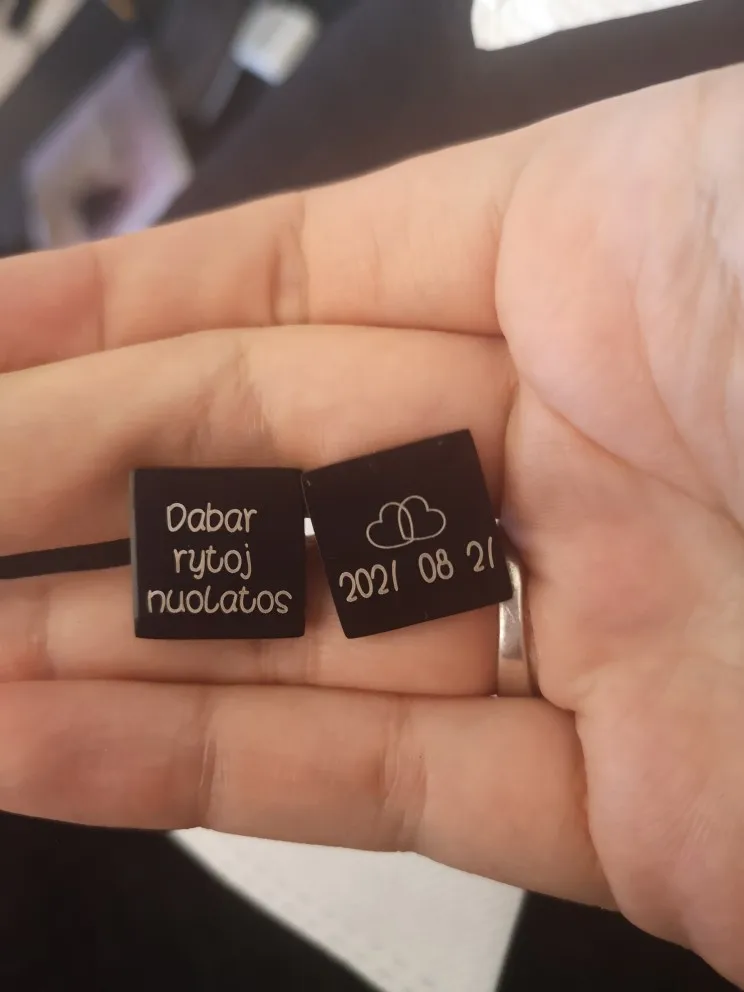 Dabar
rytoj
nuolatos
2021 08 21